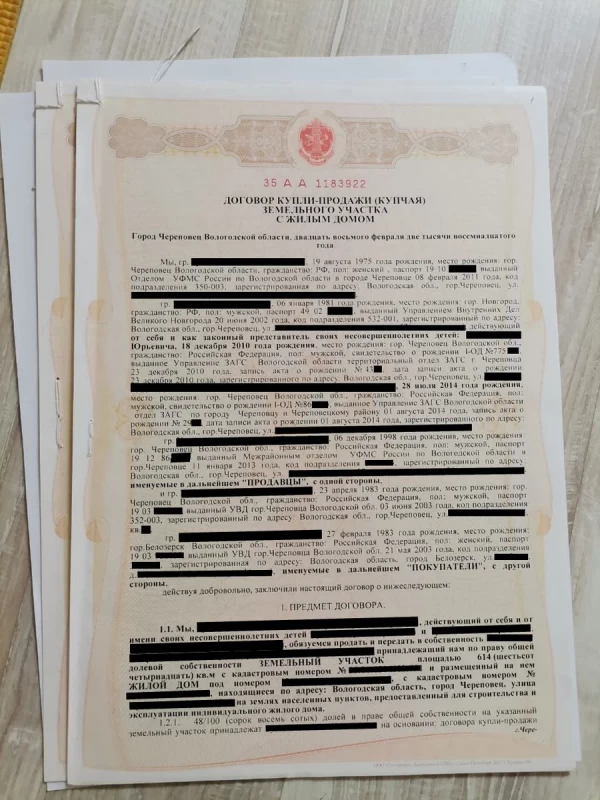 35 А А 1183922
ДОГОВОР КУПЛИ-ПРОДАЖИ (КУПЧАЯ)
ЗЕМЕЛЬНОГО УЧАСТКА
С ЖИЛЫМ ДОМОМ
Город Череповец Вологодской области, двадцать восьмого февраля две тысячи восемнадцатого
года
Мы, гр. , 19 августа 1975 года рождения, место рождения: гор.
Череповец Вологодской области, гражданство: РФ, пол: женский , паспорт 19 10 выданный
Отделом УФМС России по Вологодской области в городе Череповце 08 февраля 2011 года, код
подразделения 350-003, зарегистрированная по адресу: Вологодская обл., гор.Череповец, ул.
гр. , 06 января 1981 года рождения, место рождения: гор. Новгород,
гражданство: РФ, пол: мужской, паспорт 49 02 , выданный Управлением Внутренних Дел
Великого Новгорода 20 июня 2002 года, код подразделения 532-001, зарегистрированный по адресу:
Вологодская обл., гор.Череповец, ул. действующий
от себя и как законный представитель своих несовершеннолетних детей:
Юрьевича, 18 декабря 2010 года рождения, место рождения: гор. Череповец Вологодской обл.,
гражданство: Российская Федерация, пол: мужской, свидетельство о рождении I-ОД №775 ,
выданное Управление ЗАГС Вологодской области территориальный отдел ЗАГС г Череповца
23 декабря 2010 года, запись акта о рождении № 43 , дата записи акта о рождении
23 декабря 2010 года, зарегистрированного по адресу: Вологодская обл., гор.Череповец, ул.
, 28 июля 2014 года рождения,
место рождения: гор. Череповец Вологодской обл., гражданство: Российская Федерация, пол:
мужской, свидетельство о рождении I-ОД №86 , выданное Управление ЗАГС Вологодской области
отдел ЗАГС по городу Череповцу и Череповецкому району 01 августа 2014 года, запись акта о
рождении № 29 , дата записи акта о рождении 01 августа 2014 года, зарегистрированного по адресу:
Вологодская обл., гор.Череповец, ул.
гр. , 06 декабря 1998 года рождения, место рождения:
гор. Череповец Вологодской области, гражданство: Российская Федерация, пол: мужской, паспорт
19 12 86 выданный Межрайонным отделом УФМС России по Вологодской области в
гор.Череповце 11 января 2013 года, код подразделения , зарегистрированный по адресу:
Вологодская обл., гор.Череповец, ул.
именуемые в дальнейшем "ПРОДАВЦЫ", с одной стороны,
и гр. , 23 апреля 1983 года рождения, место рождения: гор.
Череповец Вологодской обл., гражданство: Российская Федерация, пол: мужской, паспорт
19 03 выданный УВД гор.Череповца Вологодской обл. 03 июня 2003 года, код подразделения
352-003, зарегистрированный по адресу: Вологодская обл., гор.Череповец, ул.
кв.
гр. 27 февраля 1983 года рождения, место рождения:
гор.Белозерск Вологодской обл., гражданство: Российская Федерация, пол: женский, паспорт
19 03 выданный УВД гор.Череповца Вологодской обл. 21 мая 2003 года, код подразделения
, зарегистрированная по адресу: Вологодская область, город Белозерск, ул.
д. , именуемые в дальнейшем "ПОКУПАТЕЛИ", с другой
стороны.
действуя добровольно, заключили настоящий договор о нижеследующем:
1. ПРЕДМЕТ ДОГОВОРА.
1.1. Мы, , действующий от себя и от
имени своих несовершеннолетних детей и
, обязуемся продать и передать в собственность
принадлежащий нам по праву общей
долевой собственности ЗЕМЕЛЬНЫЙ УЧАСТОК площадью 614 (шестьсот
четырнадцать) кв.м с кадастровым номером № и размещенный на нем
ЖИЛОЙ ДОМ под номером , с кадастровым номером №
, находящиеся по адресу: Вологодская область, город Череповец, улица
на землях населенных пунктов, предоставленный для строительства и
эксплуатации индивидуального жилого дома.
1.2.1. 48/100 (сорок восемь сотых) долей в праве общей собственности на указанный
земельный участок принадлежат на основании: договора купли-продажи
г.Чере-